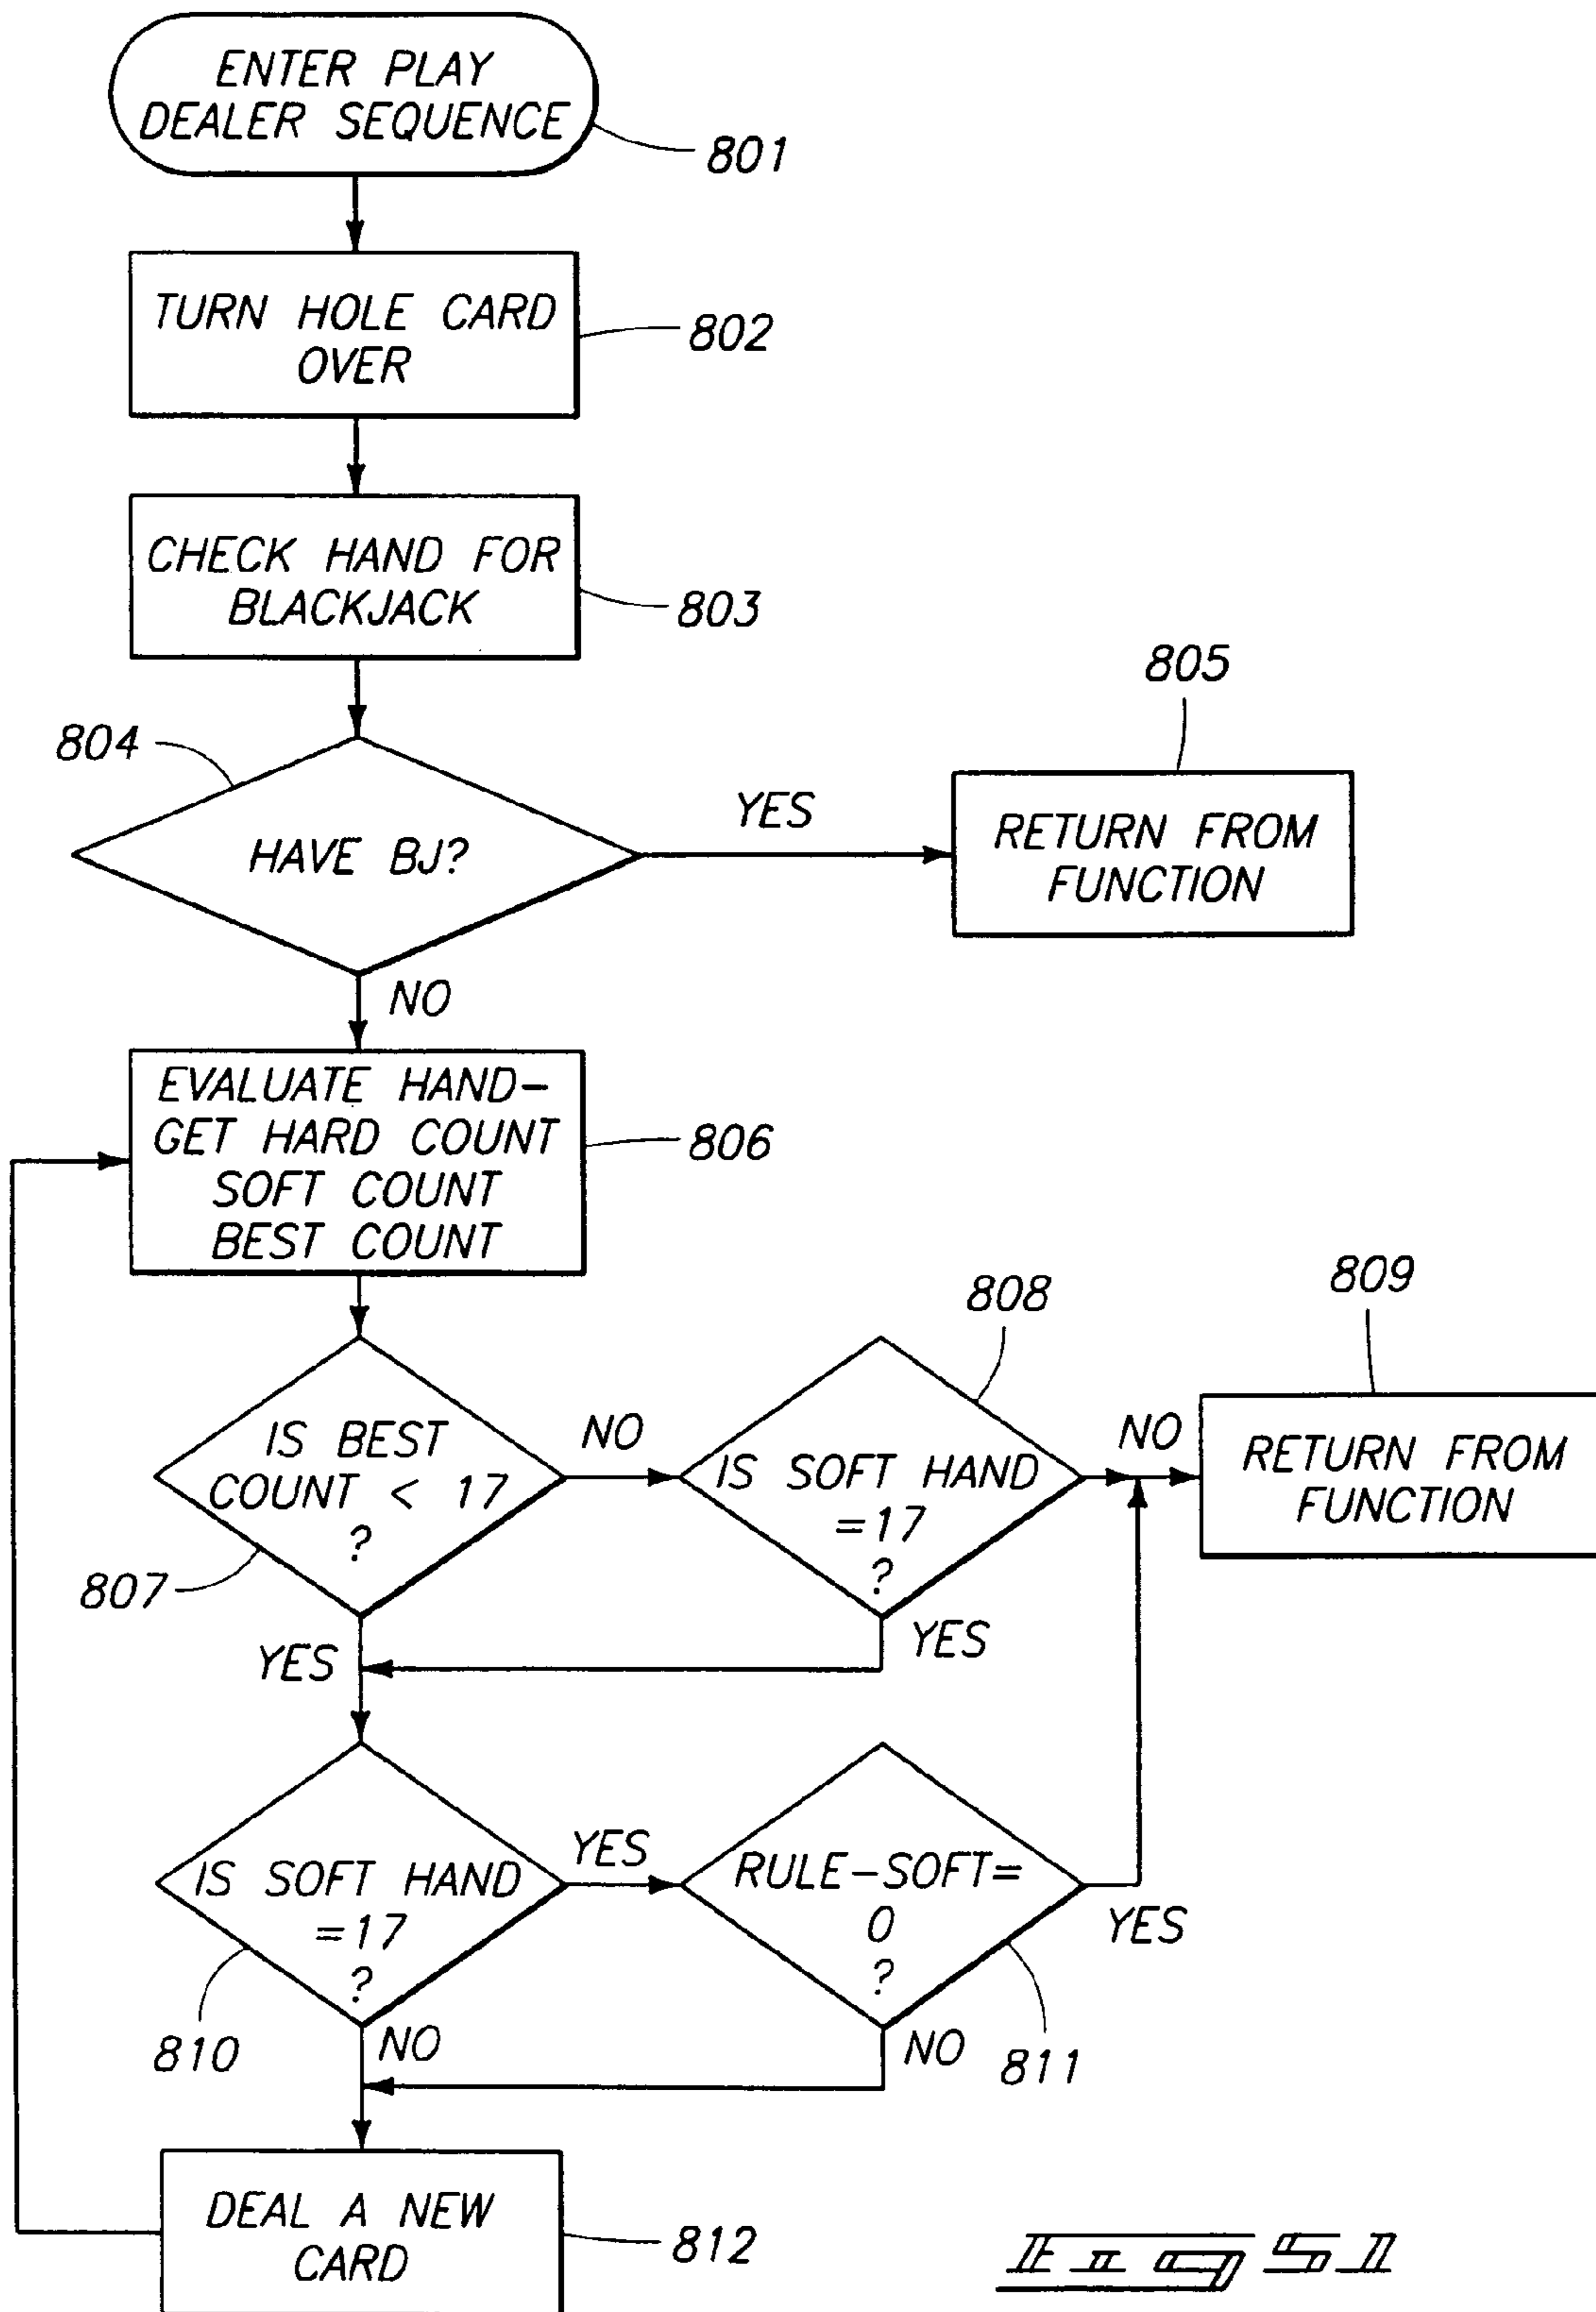 ENTER PLAY
DEALER SEQUENCE
801
TURN HOLE CARD
OVER
802
CHECK HAND FOR
BLACKJACK
803
804
HAVE BJ?
YES
805
RETURN FROM
FUNCTION
NO
EVALUATE HAND-
GET HARD COUNT
SOFT COUNT
BEST COUNT
806
IS BEST
COUNT < 17
?
807
NO
808
IS SOFT HAND
=17
?
NO
809
RETURN FROM
FUNCTION
YES
YES
IS SOFT HAND
=17
?
810
YES
RULE-SOFT=
0
?
811
YES
NO
NO
DEAL A NEW
CARD
812
Fig 51